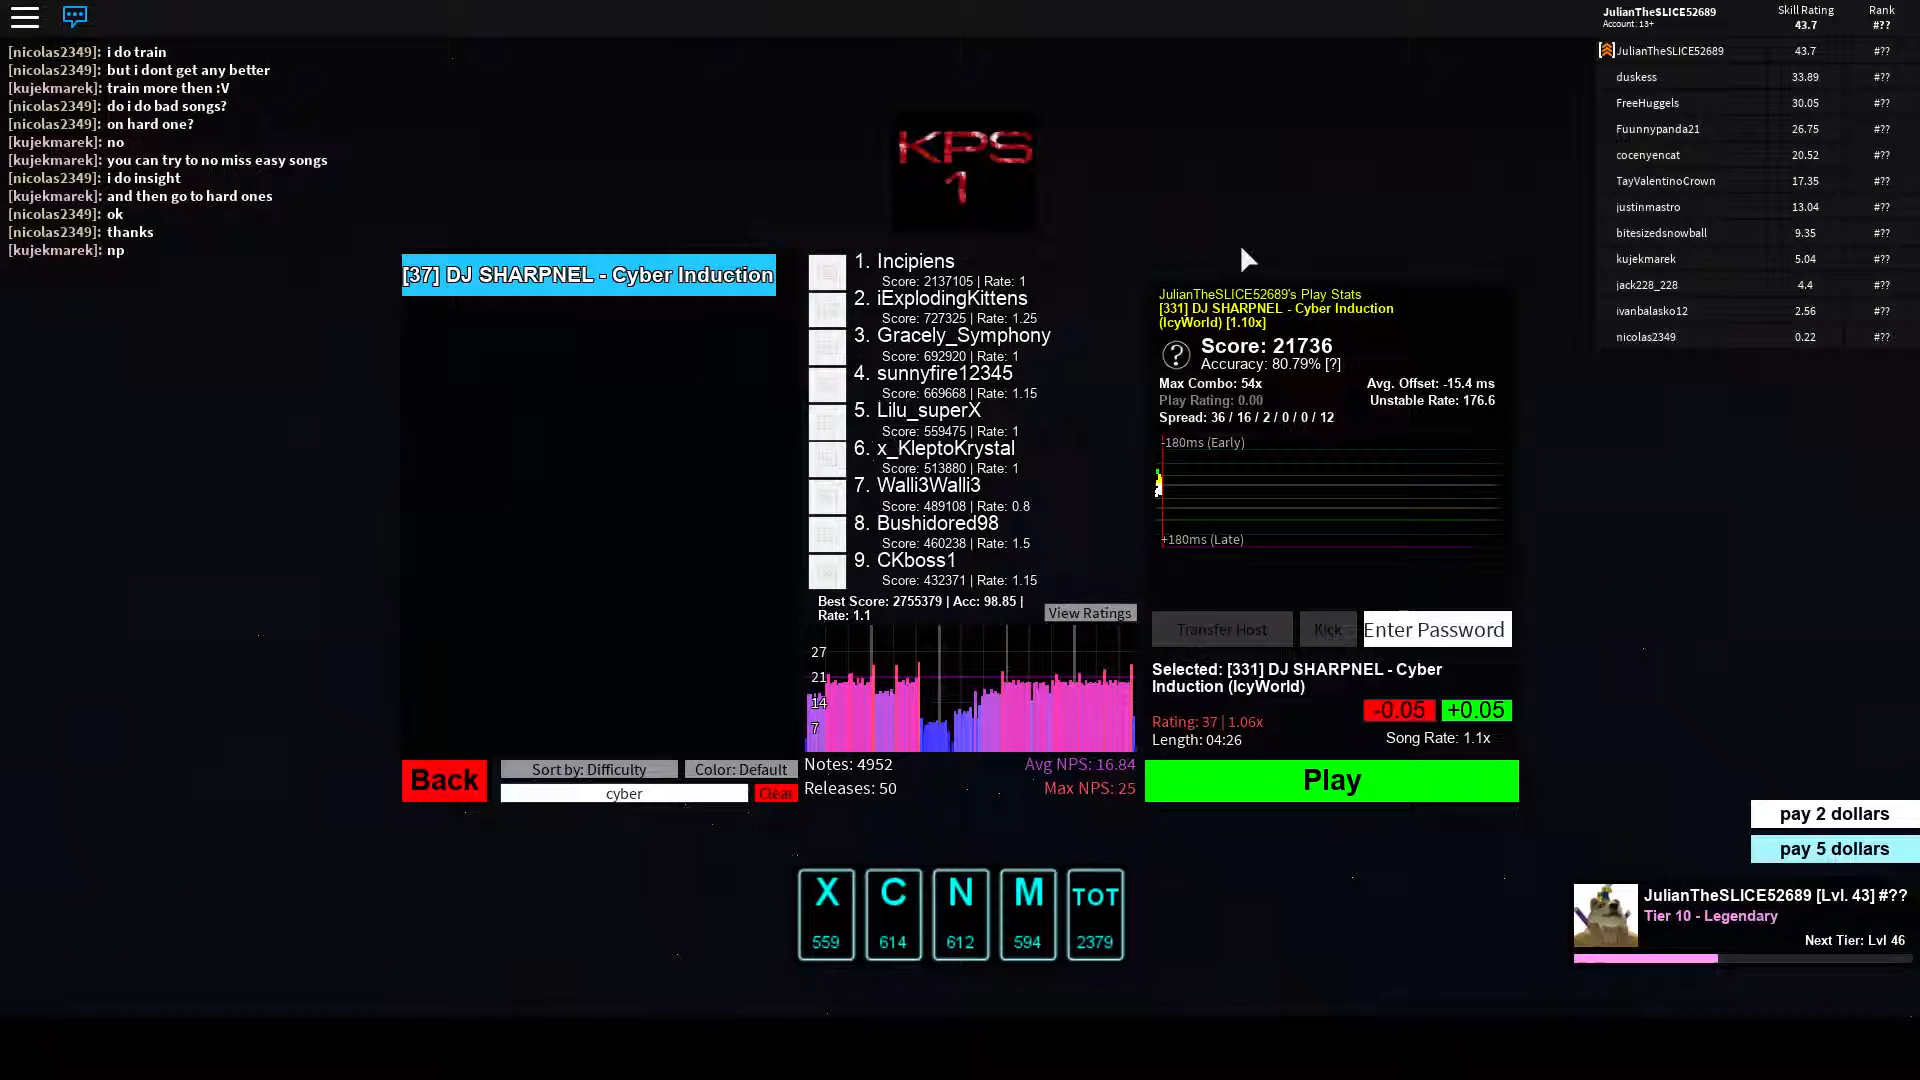 [nicolas2349]: i do train
[nicolas2349]: but i dont get any better
[kujekmarek]: train more then :V
[nicolas2349]: do i do bad songs?
[nicolas2349]: on hard one?
[kujekmarek]: no
[kujekmarek]: you can try to no miss easy songs
[nicolas2349]: i do insight
[kujekmarek]: and then go to hard ones
[nicolas2349]: ok
[nicolas2349]: thanks
[kujekmarek]: np
KPS
1
JulianTheSLICE52689 Skill Rating Rank
Account: 13+ 43.7 #??
JulianTheSLICE52689 43.7 #??
duskess 33.89 #??
FreeHuggels 30.05 #??
Fuunnypanda21 26.75 #??
cocenyencat 20.52 #??
TayValentinoCrown 17.35 #??
justinmastro 13.04 #??
bitesizedsnowball 9.35 #??
kujekmarek 5.04 #??
jack228_228 4.4 #??
ivanbalasko12 2.56 #??
nicolas2349 0.22 #??
[37] DJ SHARPNEL - Cyber Induction
1. Incipiens
Score: 2137105 | Rate: 1
2. iExplodingKittens
Score: 727325 | Rate: 1.25
3. Gracely_Symphony
Score: 692920 | Rate: 1
4. sunnyfire12345
Score: 669668 | Rate: 1.15
5. Lilu_superX
Score: 559475 | Rate: 1
6. x_KleptoKrystal
Score: 513880 | Rate: 1
7. Walli3Walli3
Score: 489108 | Rate: 0.8
8. Bushidored98
Score: 460238 | Rate: 1.5
9. CKboss1
Score: 432371 | Rate: 1.15
Best Score: 2755379 | Acc: 98.85 |
Rate: 1.1
View Ratings
27
21
14
7
Notes: 4952 Avg NPS: 16.84
Releases: 50 Max NPS: 25
JulianTheSLICE52689's Play Stats
[331] DJ SHARPNEL - Cyber Induction
(IcyWorld) [1.10x]
? Score: 21736
Accuracy: 80.79% [?]
Max Combo: 54x Avg. Offset: -15.4 ms
Play Rating: 0.00 Unstable Rate: 176.6
Spread: 36 / 16 / 2 / 0 / 0 / 12
-180ms (Early)
+180ms (Late)
Transfer Host Kick Enter Password
Selected: [331] DJ SHARPNEL - Cyber
Induction (IcyWorld)
-0.05 +0.05
Rating: 37 | 1.06x
Length: 04:26 Song Rate: 1.1x
Back Sort by: Difficulty Color: Default
cyber Clear
Play
pay 2 dollars
pay 5 dollars
X C N M TOT
559 614 612 594 2379
JulianTheSLICE52689 [Lvl. 43] #??
Tier 10 - Legendary
Next Tier: Lvl 46